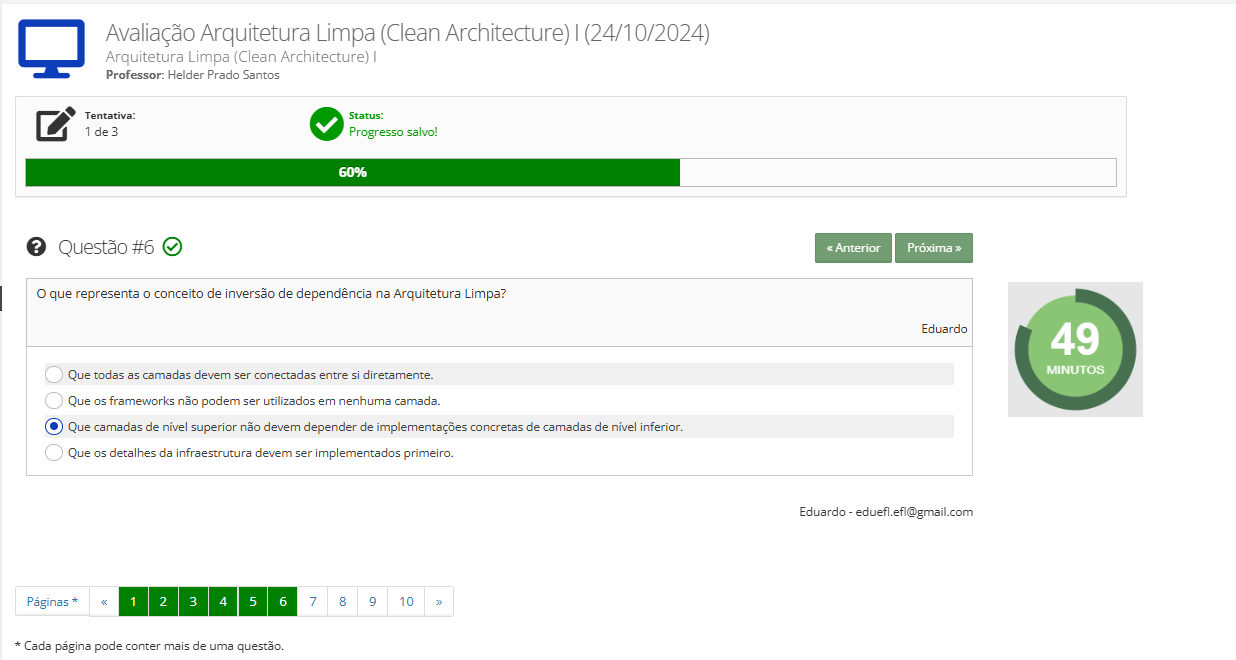 Avaliação Arquitetura Limpa (Clean Architecture) I (24/10/2024)
Arquitetura Limpa (Clean Architecture) I
Professor: Helder Prado Santos
Tentativa:
1 de 3
Status:
Progresso salvo!
60%
Questão #6
« Anterior
Próxima »
O que representa o conceito de inversão de dependência na Arquitetura Limpa?
Eduardo
49
MINUTOS
Que todas as camadas devem ser conectadas entre si diretamente.
Que os frameworks não podem ser utilizados em nenhuma camada.
Que camadas de nível superior não devem depender de implementações concretas de camadas de nível inferior.
Que os detalhes da infraestrutura devem ser implementados primeiro.
Eduardo - eduefl.efl@gmail.com
Páginas * « 1 2 3 4 5 6 7 8 9 10 »
* Cada página pode conter mais de uma questão.